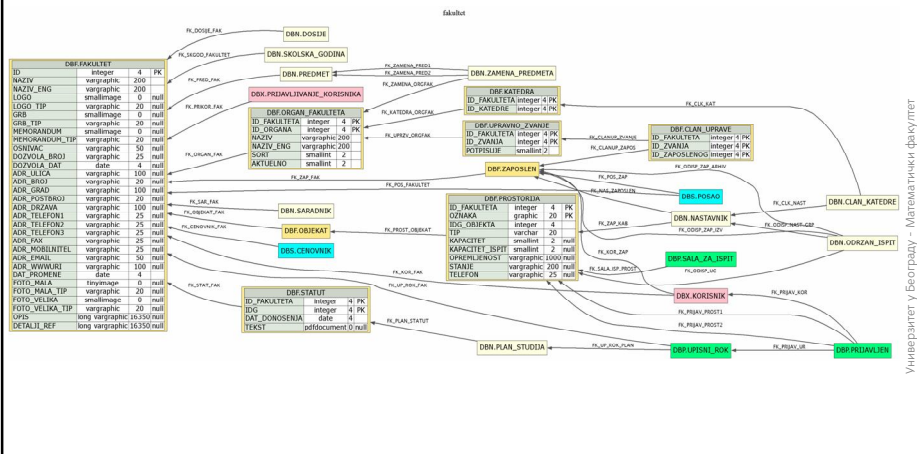 fakultet
DBF.FAKULTET
ID integer 4 PK
NAZIV vargraphic 200
NAZIV_ENG vargraphic 200
LOGO smallimage 0 null
LOGO_TIP vargraphic 20 null
GRB smallimage 0 null
GRB_TIP vargraphic 20 null
MEMORANDUM smallimage 0 null
MEMORANDUM_TIP vargraphic 20 null
OSNIVAC vargraphic 50 null
DOZVOLA_BROJ vargraphic 25 null
DOZVOLA_DAT date 4 null
ADR_ULICA vargraphic 100 null
ADR_BROJ vargraphic 20 null
ADR_GRAD vargraphic 100 null
ADR_POSTBROJ vargraphic 20 null
ADR_DRZAVA vargraphic 100 null
ADR_TELEFON1 vargraphic 25 null
ADR_TELEFON2 vargraphic 25 null
ADR_TELEFON3 vargraphic 25 null
ADR_FAX vargraphic 25 null
ADR_MOBILNITEL vargraphic 25 null
ADR_EMAIL vargraphic 50 null
ADR_WWWURI vargraphic 100 null
DAT_PROMENE date 4 null
FOTO_MALA tinyimage 0 null
FOTO_MALA_TIP vargraphic 20 null
FOTO_VELIKA smallimage 0 null
FOTO_VELIKA_TIP vargraphic 20 null
OPIS long vargraphic 16350 null
DETALJI_REF long vargraphic 16350 null
FK_DOSIJE_FAK
FK_SKGOD_FAKULTET
FK_PRED_FAK
FK_PRIKOR_FAK
FK_ORGAN_FAK
FK_ZAP_FAK
FK_POS_FAKULTET
FK_SAR_FAK
FK_OBJEKAT_FAK
FK_CENOVNIK_FAK
FK_KOR_FAK
FK_UP_ROK_FAK
FK_STAT_FAK
DBN.DOSIJE
DBN.SKOLSKA_GODINA
DBN.PREDMET
DBX.PRIJAVLJIVANJE_KORISNIKA
DBF.ORGAN_FAKULTETA
ID_FAKULTETA integer 4 PK
ID_ORGANA integer 4 PK
NAZIV vargraphic 200
NAZIV_ENG vargraphic 200
SORT smallint 2
AKTUELNO smallint 2
DBN.SARADNIK
DBF.OBJEKAT
DBS.CENOVNIK
DBF.STATUT
ID_FAKULTETA integer 4 PK
IDG integer 4 PK
DAT_DONOSENJA date 4
TEKST pdfdocument 0 null
FK_ZAMENA_PRED1
FK_ZAMENA_PRED2
FK_ZAMENA_ORGFAK
FK_KATEDRA_ORGFAK
FK_UPRZV_ORGFAK
FK_PROST_OBJEKAT
FK_PLAN_STATUT
DBN.ZAMENA_PREDMETA
DBF.KATEDRA
ID_FAKULTETA integer 4 PK
ID_KATEDRE integer 4 PK
DBF.UPRAVNO_ZVANJE
ID_FAKULTETA integer 4 PK
ID_ZVANJA integer 4 PK
POTPISUJE smallint 2
DBF.ZAPOSLEN
DBF.PROSTORIJA
ID_FAKULTETA integer 4 PK
OZNAKA graphic 20 PK
IDG_OBJEKTA integer 4
TIP varchar 20
KAPACITET smallint 2 null
KAPACITET_ISPIT smallint 2 null
OPREMLJENOST vargraphic 1000 null
STANJE vargraphic 200 null
TELEFON vargraphic 25 null
DBN.PLAN_STUDIJA
FK_CLK_KAT
FK_CLANUP_ZVANJE
FK_CLANUP_ZAPOS
FK_ODISP_ZAP_ARHIV
FK_POS_ZAP
FK_NAS_ZAPOSLEN
FK_CLK_NAST
FK_ODISP_NAST_GRF
FK_ODISP_ZAP_IZV
FK_ZAP_KAB
FK_KOR_ZAP
FK_SALA_ISP_PROST
FK_PRIJAV_KOR
FK_PRIJAV_PROST1
FK_PRIJAV_PROST2
FK_UP_ROK_PLAN
FK_PRIJAV_UR
DBF.CLAN_UPRAVE
ID_FAKULTETA integer 4 PK
ID_ZVANJA integer 4 PK
ID_ZAPOSLENOG integer 4 PK
DBS.POSAO
DBN.NASTAVNIK
DBP.SALA_ZA_ISPIT
DBX.KORISNIK
DBP.UPISNI_ROK
DBN.CLAN_KATEDRE
DBN.ODRZAN_ISPIT
DBP.PRIJAVLJEN
Универзитет у Београду - Математички факултет